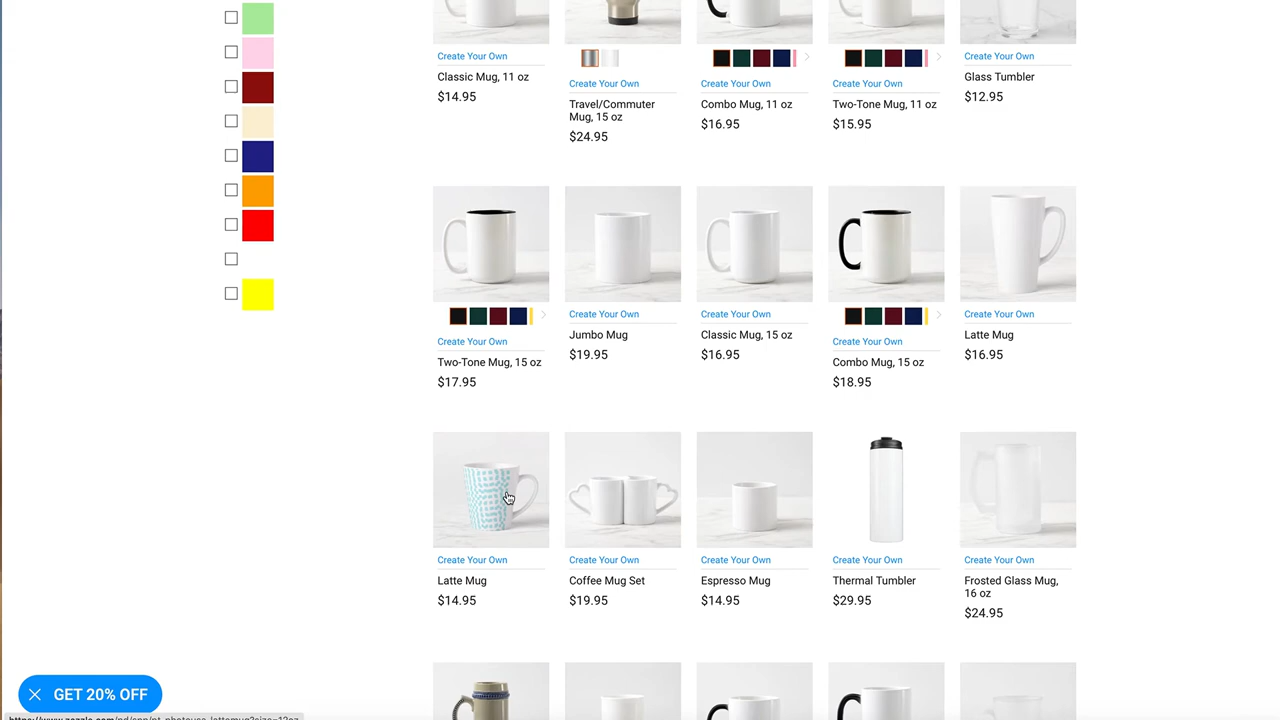 Create Your Own
Classic Mug, 11 oz
$14.95
Create Your Own
Travel/Commuter
Mug, 15 oz
$24.95
Create Your Own
Combo Mug, 11 oz
$16.95
Create Your Own
Two-Tone Mug, 11 oz
$15.95
Create Your Own
Glass Tumbler
$12.95
Create Your Own
Two-Tone Mug, 15 oz
$17.95
Create Your Own
Jumbo Mug
$19.95
Create Your Own
Classic Mug, 15 oz
$16.95
Create Your Own
Combo Mug, 15 oz
$18.95
Create Your Own
Latte Mug
$16.95
Create Your Own
Latte Mug
$14.95
Create Your Own
Coffee Mug Set
$19.95
Create Your Own
Espresso Mug
$14.95
Create Your Own
Thermal Tumbler
$29.95
Create Your Own
Frosted Glass Mug,
16 oz
$24.95
GET 20% OFF